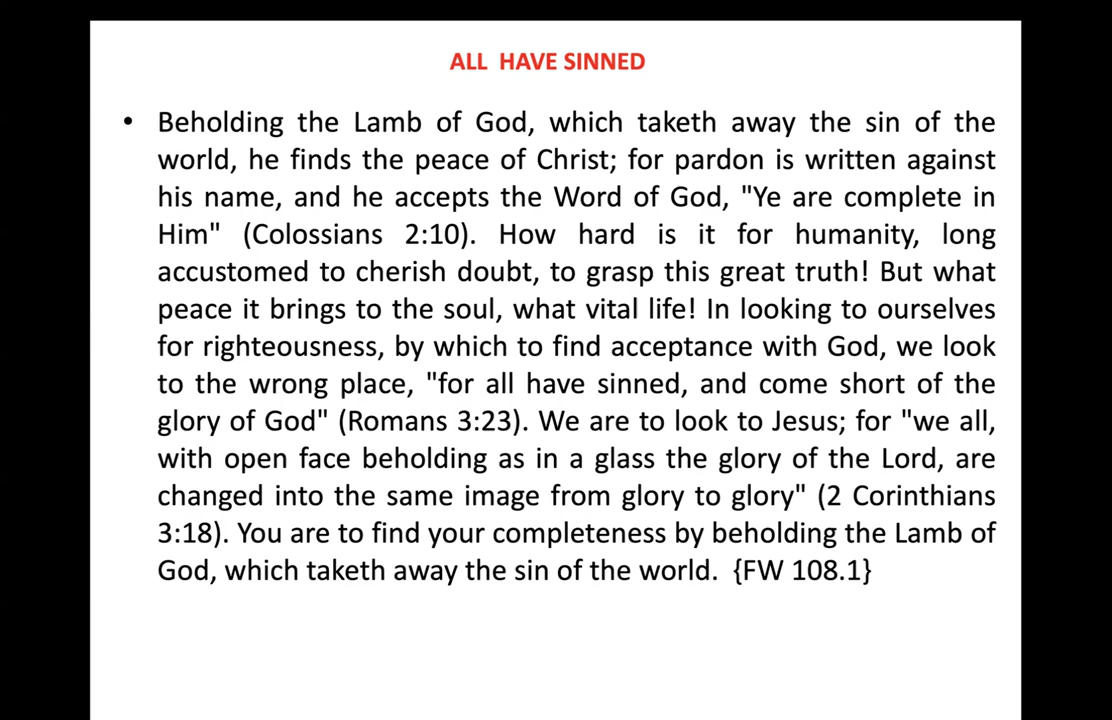 ALL HAVE SINNED
• Beholding the Lamb of God, which taketh away the sin of the
world, he finds the peace of Christ; for pardon is written against
his name, and he accepts the Word of God, "Ye are complete in
Him" (Colossians 2:10). How hard is it for humanity, long
accustomed to cherish doubt, to grasp this great truth! But what
peace it brings to the soul, what vital life! In looking to ourselves
for righteousness, by which to find acceptance with God, we look
to the wrong place, "for all have sinned, and come short of the
glory of God" (Romans 3:23). We are to look to Jesus; for "we all,
with open face beholding as in a glass the glory of the Lord, are
changed into the same image from glory to glory" (2 Corinthians
3:18). You are to find your completeness by beholding the Lamb of
God, which taketh away the sin of the world. {FW 108.1}